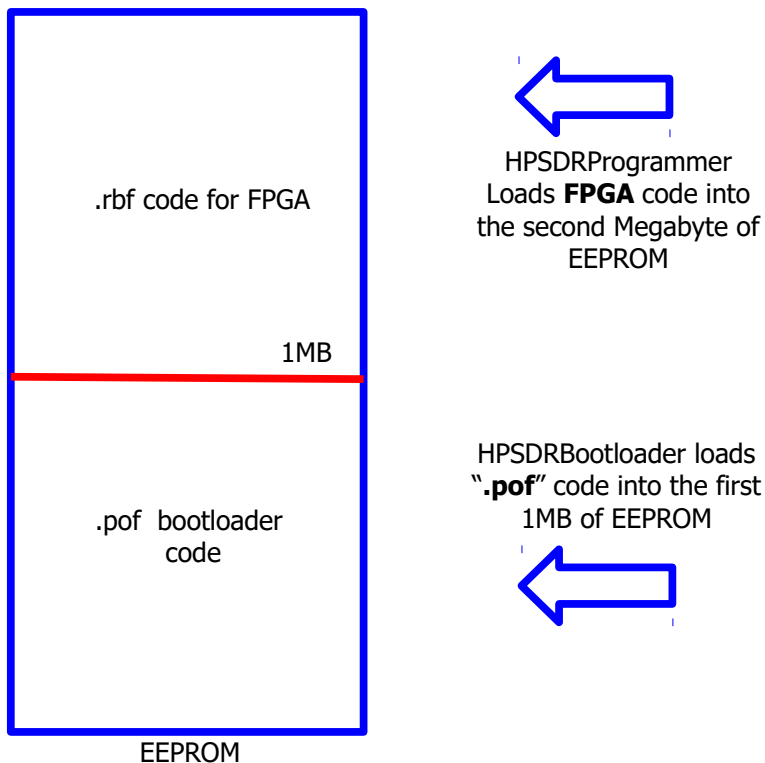 .rbf code for FPGA
1MB
.pof  bootloader
code
EEPROM
HPSDRProgrammer
Loads FPGA code into
the second Megabyte of
EEPROM
HPSDRBootloader loads
“.pof” code into the first
1MB of EEPROM